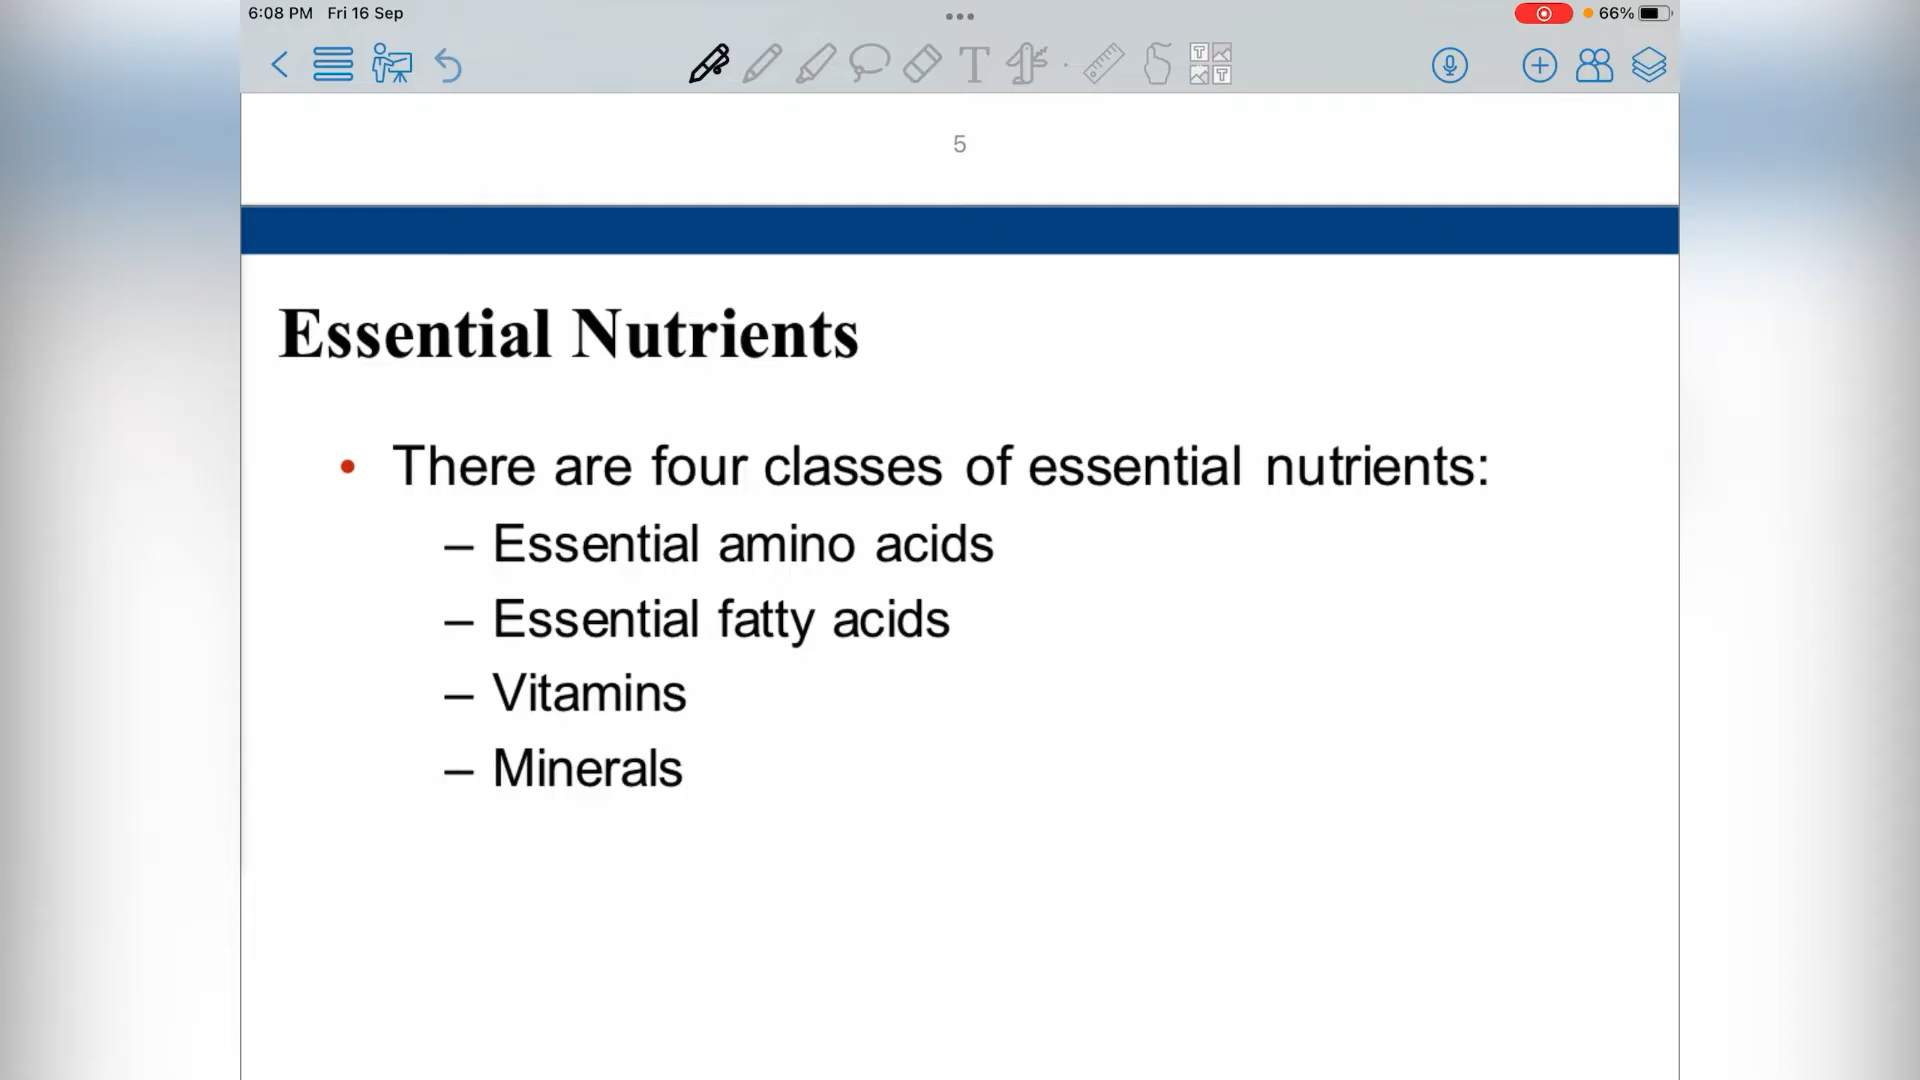 6:08 PM Fri 16 Sep
66%
5
Essential Nutrients
• There are four classes of essential nutrients:
– Essential amino acids
– Essential fatty acids
– Vitamins
– Minerals